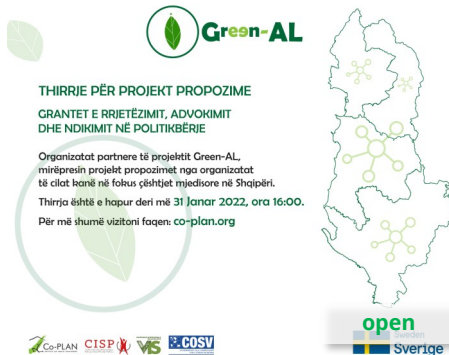 Green-AL
THIRRJE PËR PROJEKT PROPOZIME
GRANTET E RRJETËZIMIT, ADVOKIMIT
DHE NDIKIMIT NË POLITIKBËRJE
Organizatat partnere të projektit Green-AL,
mirëpresin projekt propozimet nga organizatat
të cilat kanë në fokus çështjet mjedisore në Shqipëri.
Thirrja është e hapur deri më 31 Janar 2022, ora 16:00.
Për më shumë vizitoni faqen: co-plan.org
open
Co-PLAN
CISP
VIS
COSV
Sweden
Sverige